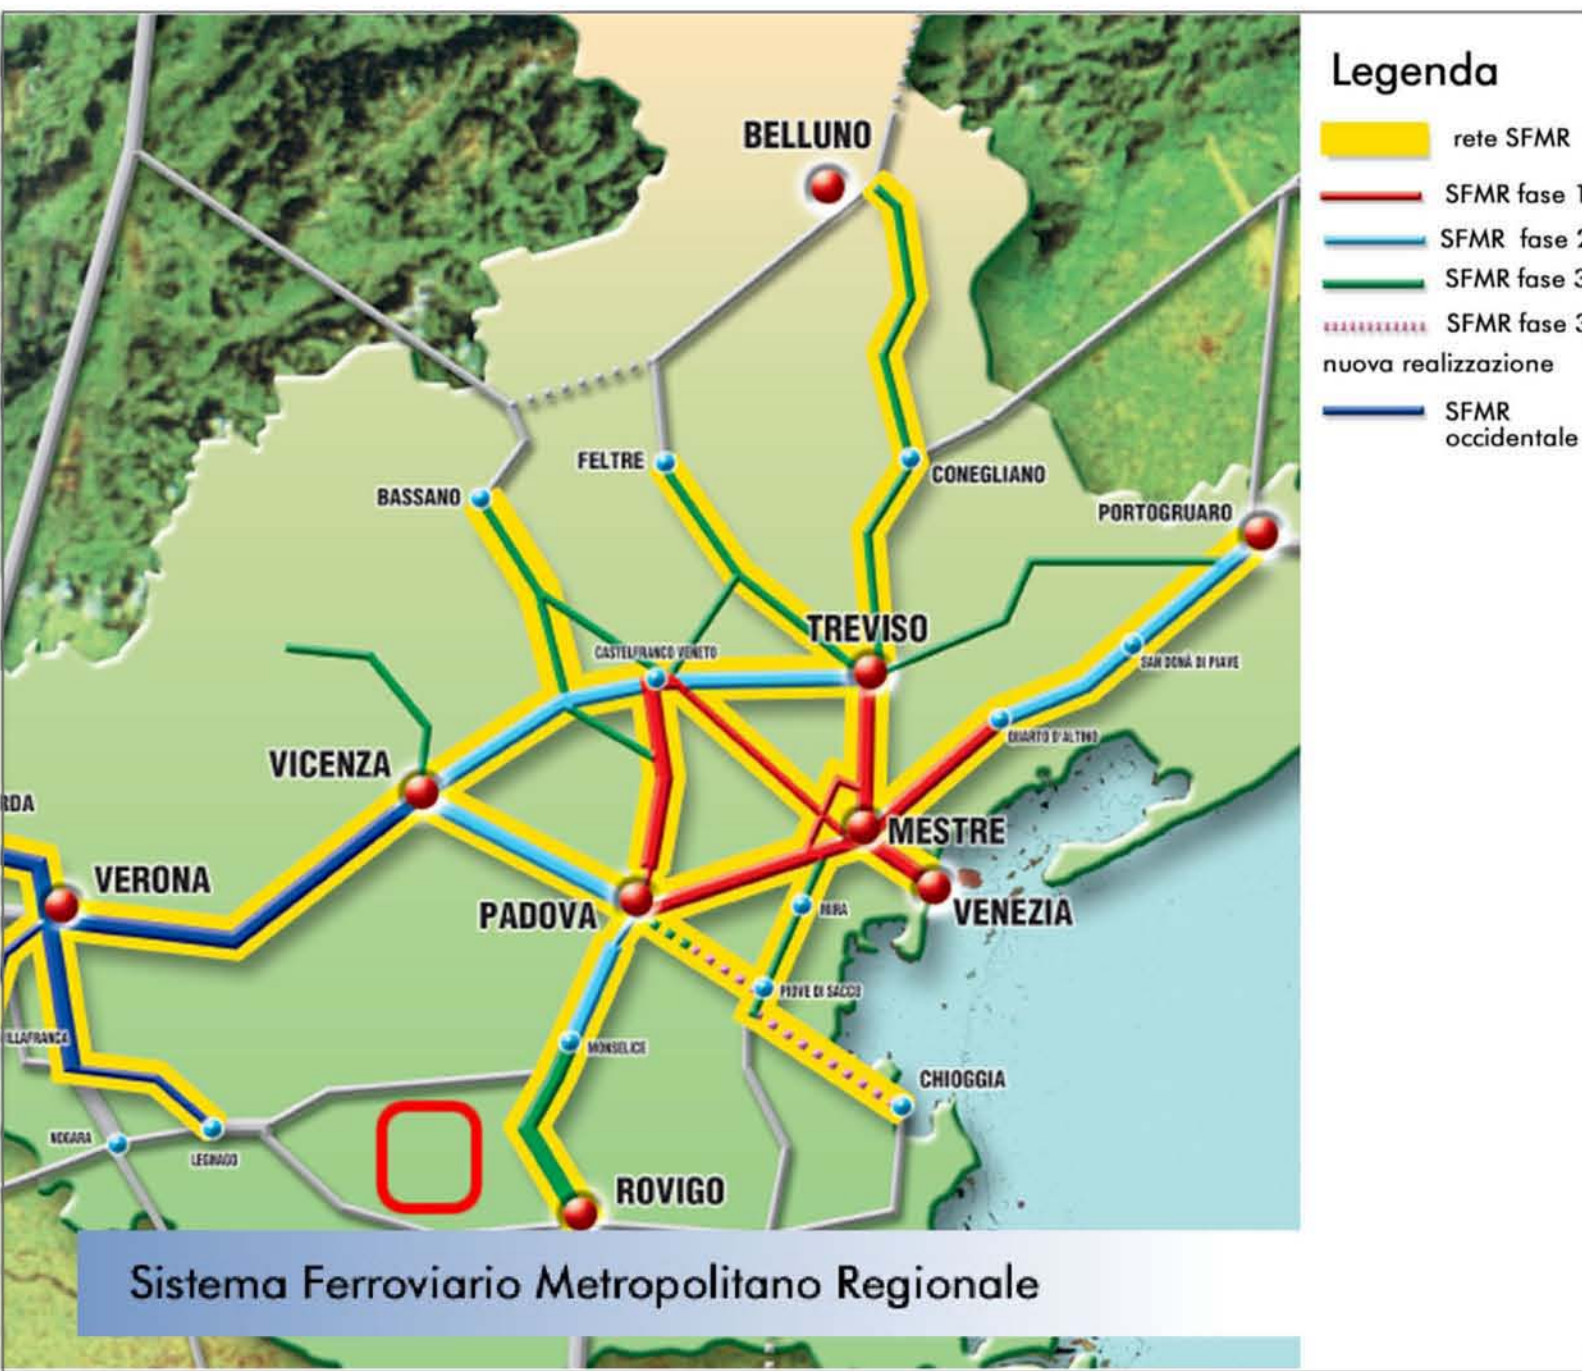 BELLUNO
FELTRE
BASSANO
CONEGLIANO
PORTOGRUARO
TREVISO
CASTELFRANCO VENETO
SAN DONÀ DI PIAVE
QUARTO D'ALTINO
VICENZA
RDA
MESTRE
VERONA
PADOVA
MIRA
VENEZIA
PIOVE DI SACCO
ILLAFRANCA
MONSELICE
CHIOGGIA
NOGARA
LEGNAGO
ROVIGO
Sistema Ferroviario Metropolitano Regionale
Legenda
rete SFMR
SFMR fase 1
SFMR fase 2
SFMR fase 3
SFMR fase 3
nuova realizzazione
SFMR
occidentale